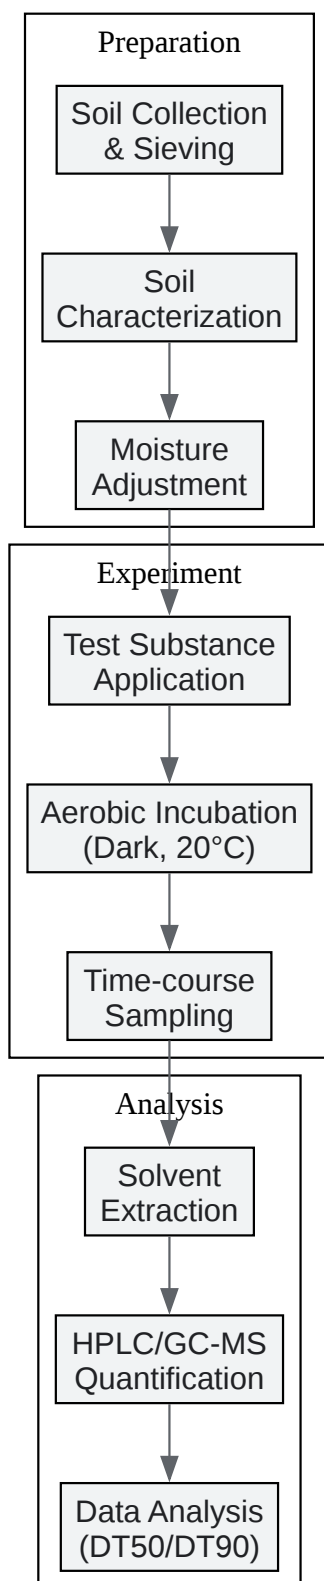 Preparation
Soil Collection
& Sieving
Soil
Characterization
Moisture
Adjustment
Experiment
Test Substance
Application
Aerobic Incubation
(Dark, 20°C)
Time-course
Sampling
Analysis
Solvent
Extraction
HPLC/GC-MS
Quantification
Data Analysis
(DT50/DT90)